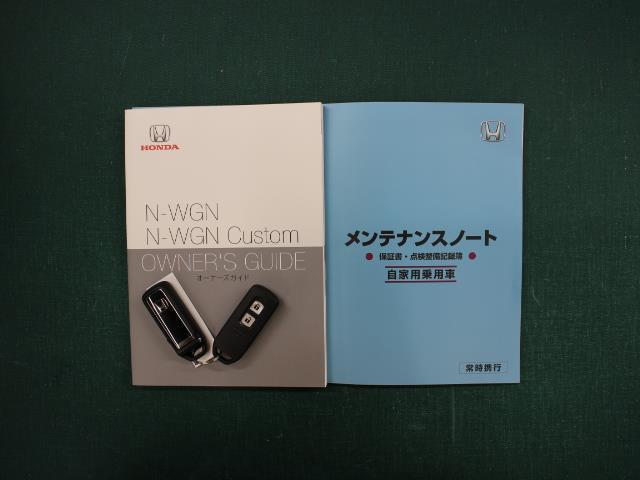 HONDA
N-WGN
N-WGN Custom
OWNER'S GUIDE
オーナーズガイド
メンテナンスノート
保証書・点検整備記録簿
自家用乗用車
常時携行